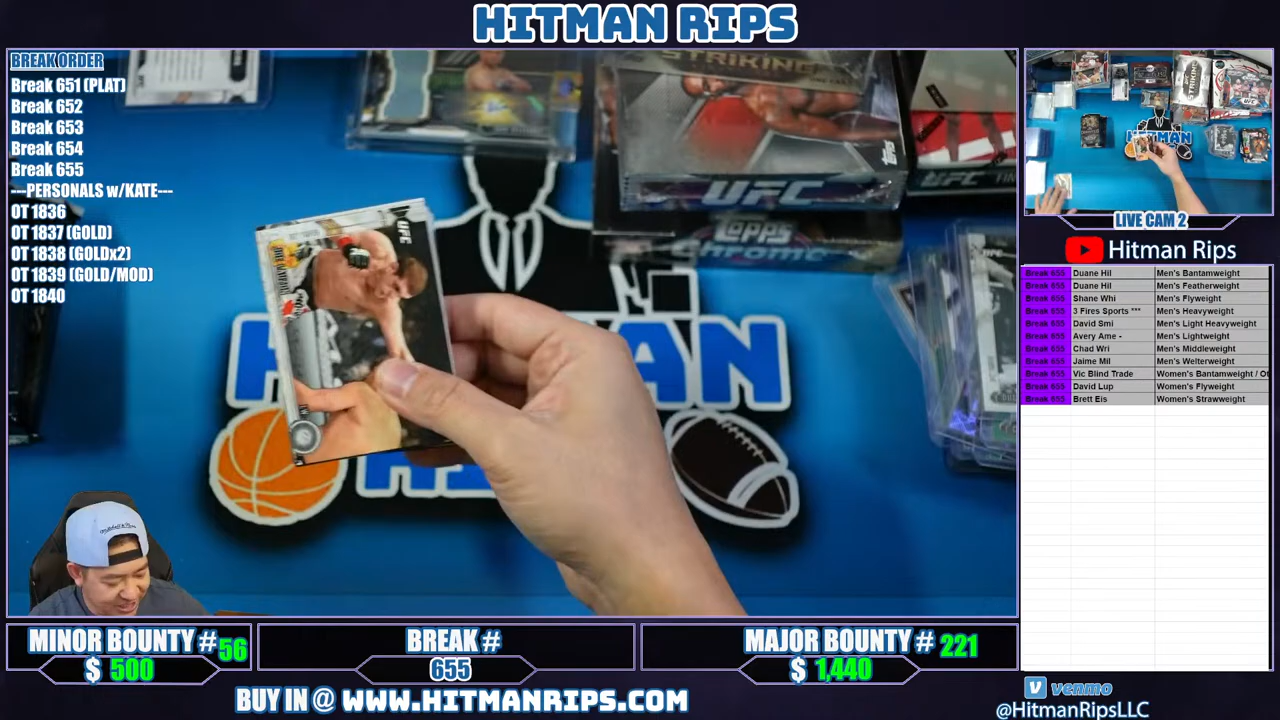 HITMAN RIPS
BREAK ORDER
Break 651 (PLAT)
Break 652
Break 653
Break 654
Break 655
---PERSONALS w/KATE---
OT 1836
OT 1837 (GOLD)
OT 1838 (GOLDx2)
OT 1839 (GOLD/MOD)
OT 1840
STRIKING
topps
UFC
topps
Chrome
UFC
LIVE CAM 2
Hitman Rips
Break 655 Duane Hil Men's Bantamweight
Break 655 Duane Hil Men's Featherweight
Break 655 Shane Whi Men's Flyweight
Break 655 3 Fires Sports *** Men's Heavyweight
Break 655 David Smi Men's Light Heavyweight
Break 655 Avery Ame - Men's Lightweight
Break 655 Chad Wri Men's Middleweight
Break 655 Jaime Mil Men's Welterweight
Break 655 Vic Blind Trade Women's Bantamweight / Ot
Break 655 David Lup Women's Flyweight
Break 655 Brett Eis Women's Strawweight
MINOR BOUNTY # 56
$ 500
BREAK #
655
MAJOR BOUNTY # 221
$ 1,440
BUY IN @ WWW.HITMANRIPS.COM
venmo
@HitmanRipsLLC